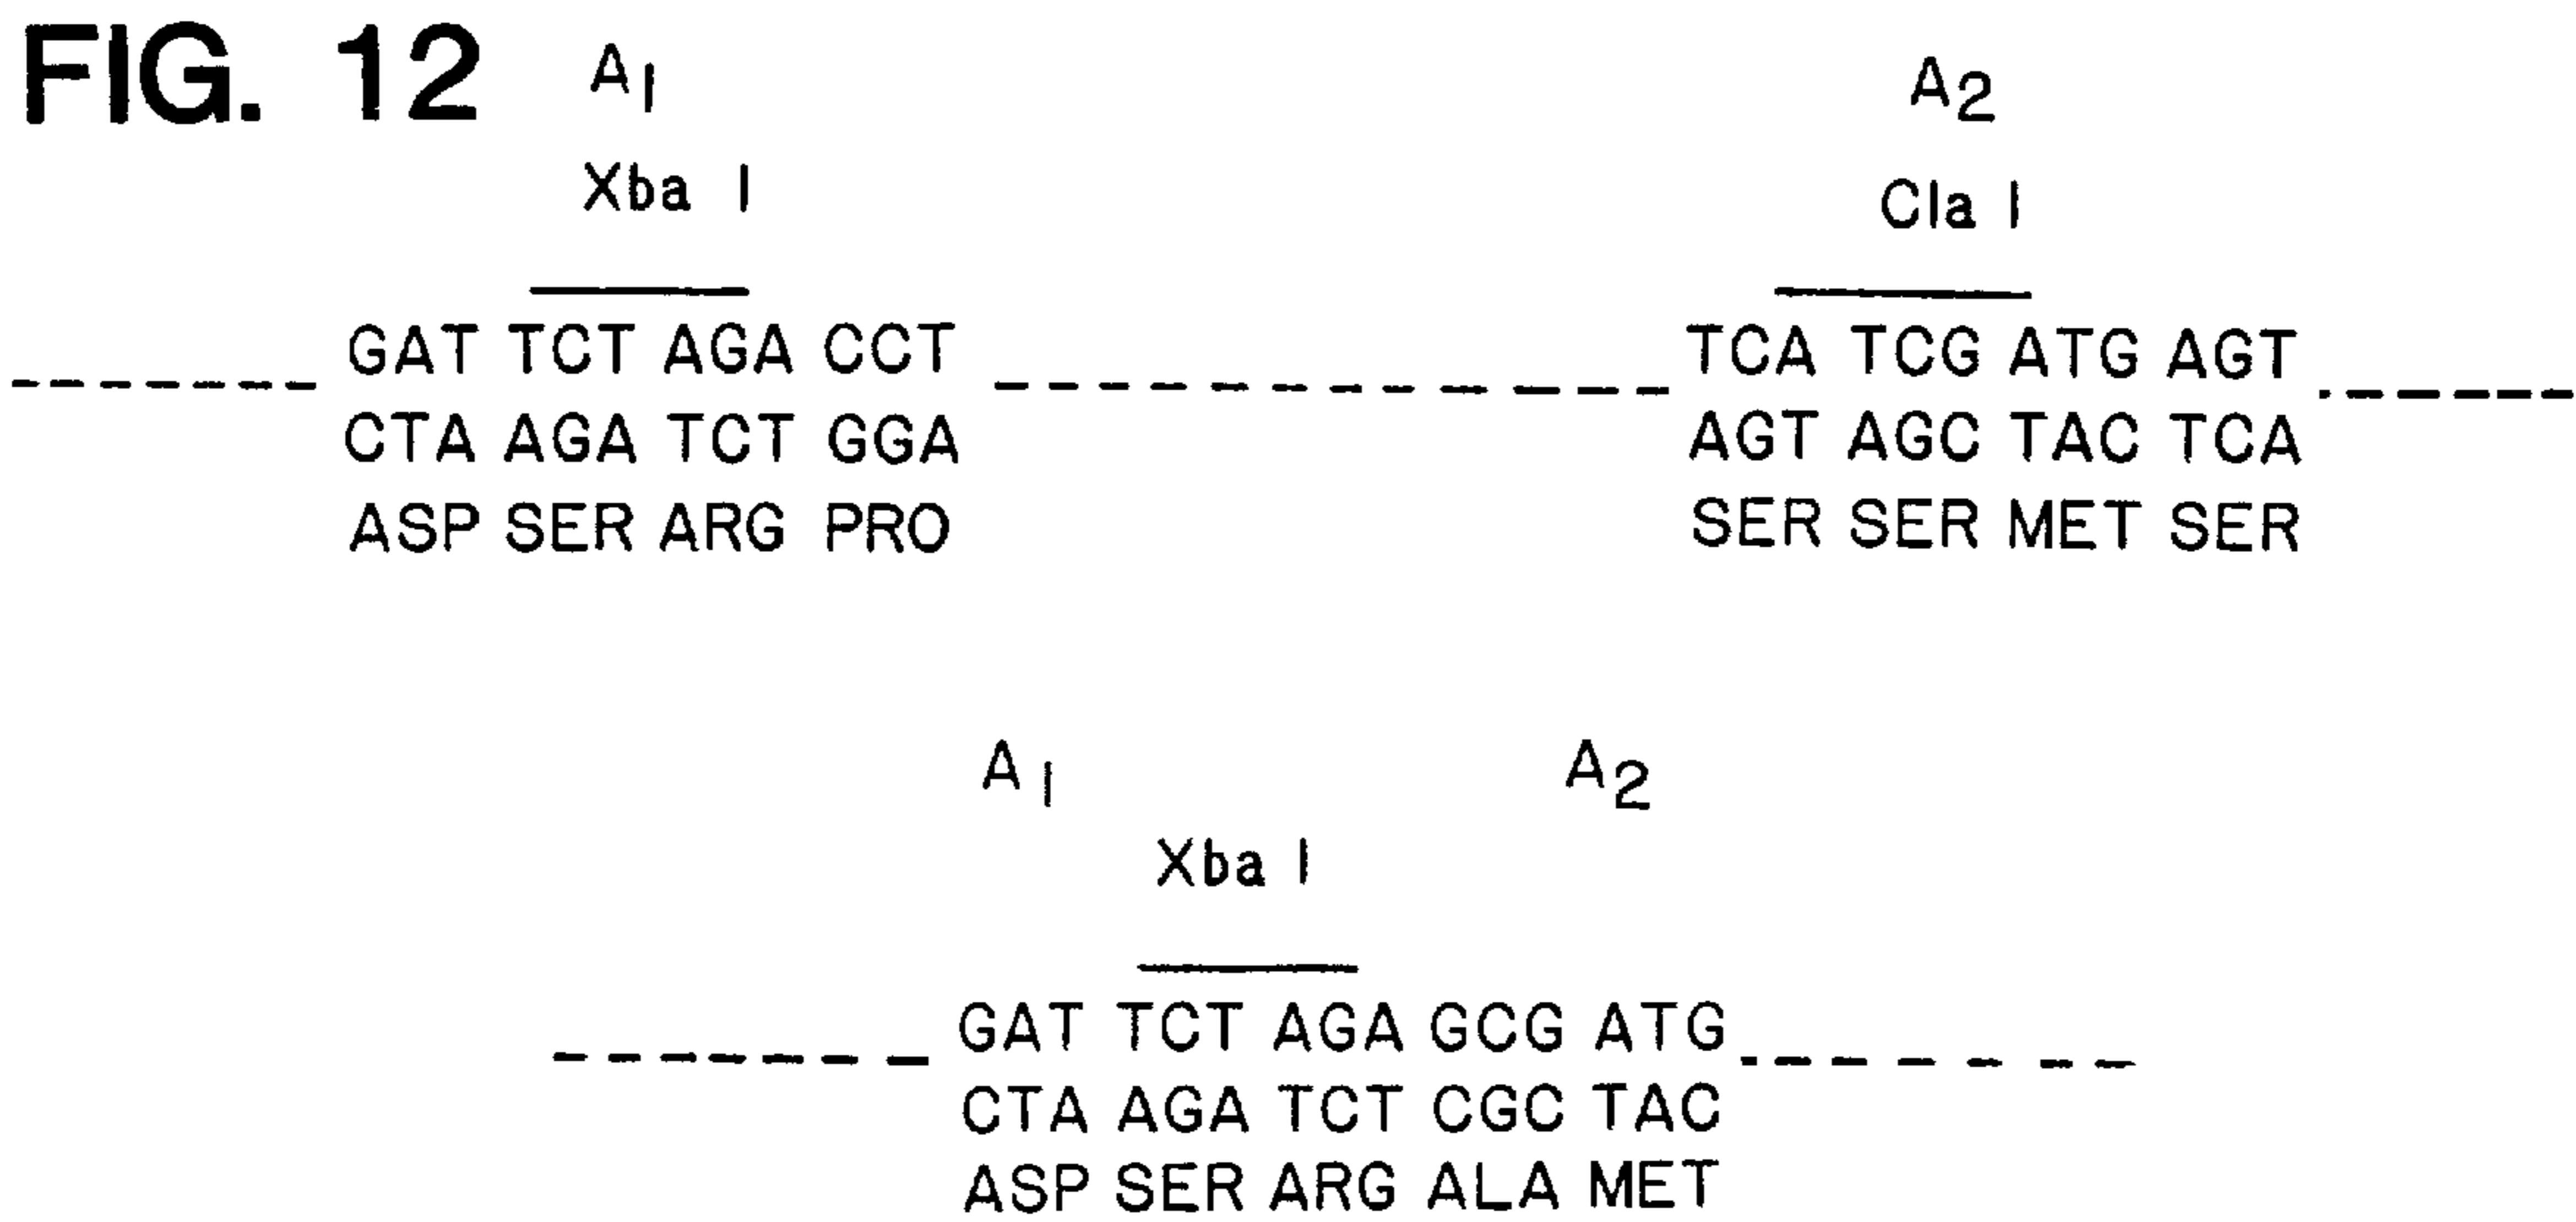 FIG. 12
A1 A2
Xba I Cla I
GAT TCT AGA CCT TCA TCG ATG AGT
CTA AGA TCT GGA AGT AGC TAC TCA
ASP SER ARG PRO SER SER MET SER
A1 A2
Xba I
GAT TCT AGA GCG ATG
CTA AGA TCT CGC TAC
ASP SER ARG ALA MET